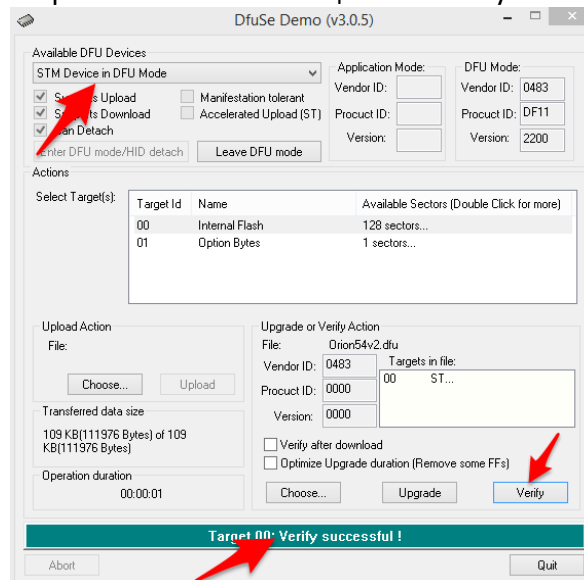 DfuSe Demo (v3.0.5)
Available DFU Devices
STM Device in DFU Mode
Application Mode:
DFU Mode:
Vendor ID:
Vendor ID: 0483
Upload
Manifestation tolerant
Procuct ID:
Procuct ID: DF11
Download
Accelerated Upload (ST)
Version:
Version: 2200
Detach
Enter DFU mode/HID detach
Leave DFU mode
Actions
Select Target(s):
Target Id Name Available Sectors (Double Click for more)
00 Internal Flash 128 sectors...
01 Option Bytes 1 sectors...
Upload Action
File:
Choose...
Upload
Transferred data size
109 KB(111976 Bytes) of 109
KB(111976 Bytes)
Operation duration
00:00:01
Upgrade or Verify Action
File: Orion54v2.dfu
Vendor ID: 0483
Targets in file:
00 ST...
Procuct ID: 0000
Version: 0000
Verify after download
Optimize Upgrade duration (Remove some FFs)
Choose...
Upgrade
Verify
Target 00: Verify successful !
Abort
Quit